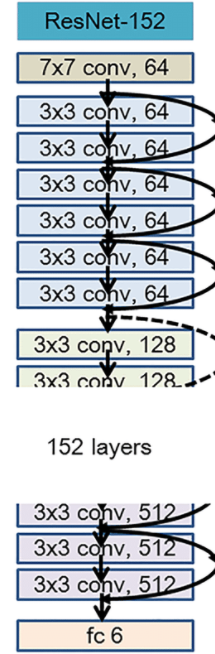 ResNet-152
7x7 conv, 64
3x3 conv, 64
3x3 conv, 64
3x3 conv, 64
3x3 conv, 64
3x3 conv, 64
3x3 conv, 64
3x3 conv, 128
3x3 conv, 128
152 layers
3x3 conv, 512
3x3 conv, 512
3x3 conv, 512
fc 6